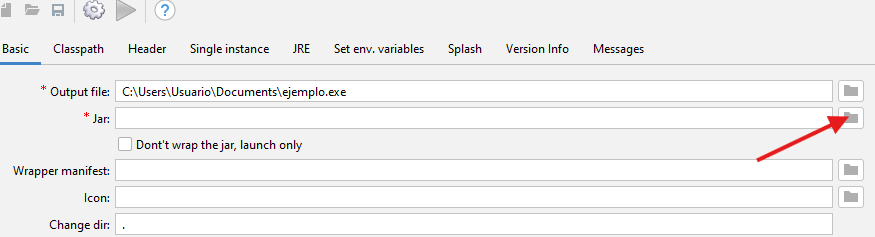 ?
Basic Classpath Header Single instance JRE Set env. variables Splash Version Info Messages
* Output file: C:\Users\Usuario\Documents\ejemplo.exe
* Jar:
Dont't wrap the jar, launch only
Wrapper manifest:
Icon:
Change dir: .